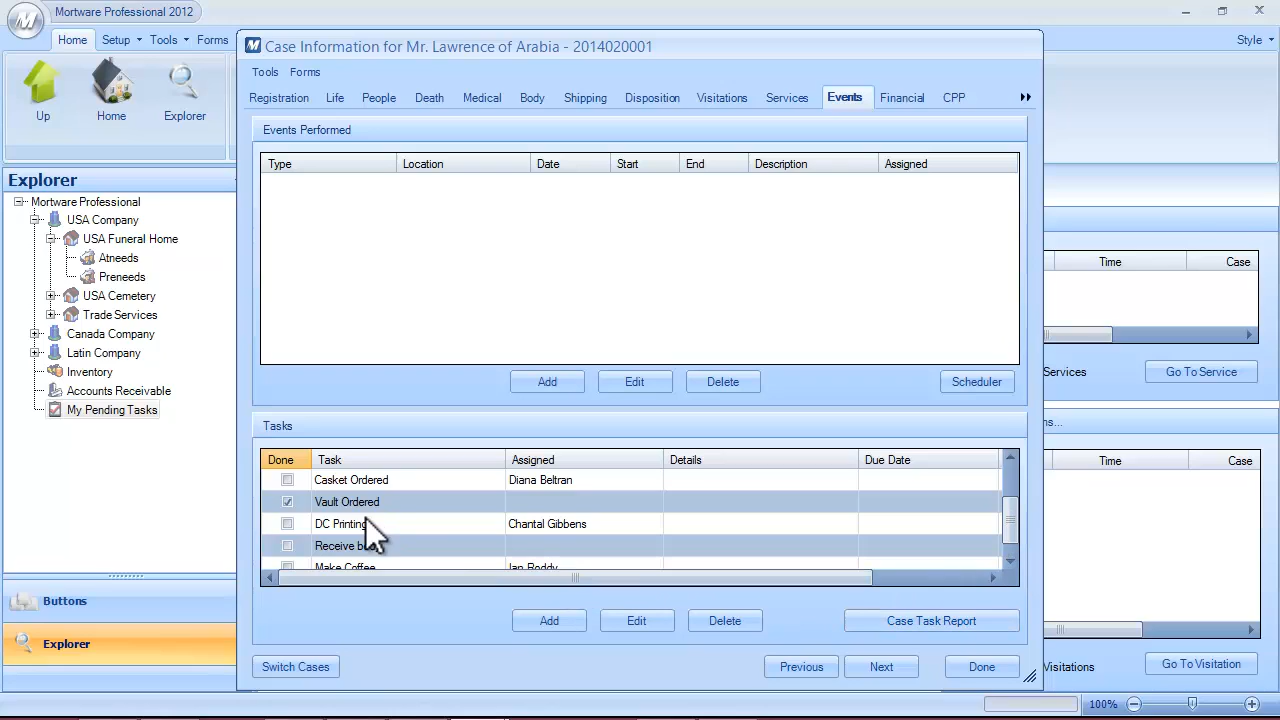 Mortware Professional 2012
Home Setup Tools Forms Style
Case Information for Mr. Lawrence of Arabia - 2014020001
Tools Forms
Up Home Explorer
Registration Life People Death Medical Body Shipping Disposition Visitations Services Events Financial CPP
Events Performed
Type Location Date Start End Description Assigned
Explorer
Mortware Professional
USA Company
USA Funeral Home
Atneeds
Preneeds
USA Cemetery
Trade Services
Canada Company
Latin Company
Inventory
Accounts Receivable
My Pending Tasks
Time Case
Services Go To Service
Add Edit Delete Scheduler
Tasks
Done Task Assigned Details Due Date
Casket Ordered Diana Beltran
Vault Ordered
DC Printing Chantal Gibbens
Receive
Make Coffee Ian Roddy
ns...
Time Case
Add Edit Delete Case Task Report
Switch Cases Previous Next Done
Visitations Go To Visitation
Buttons
Explorer
100%